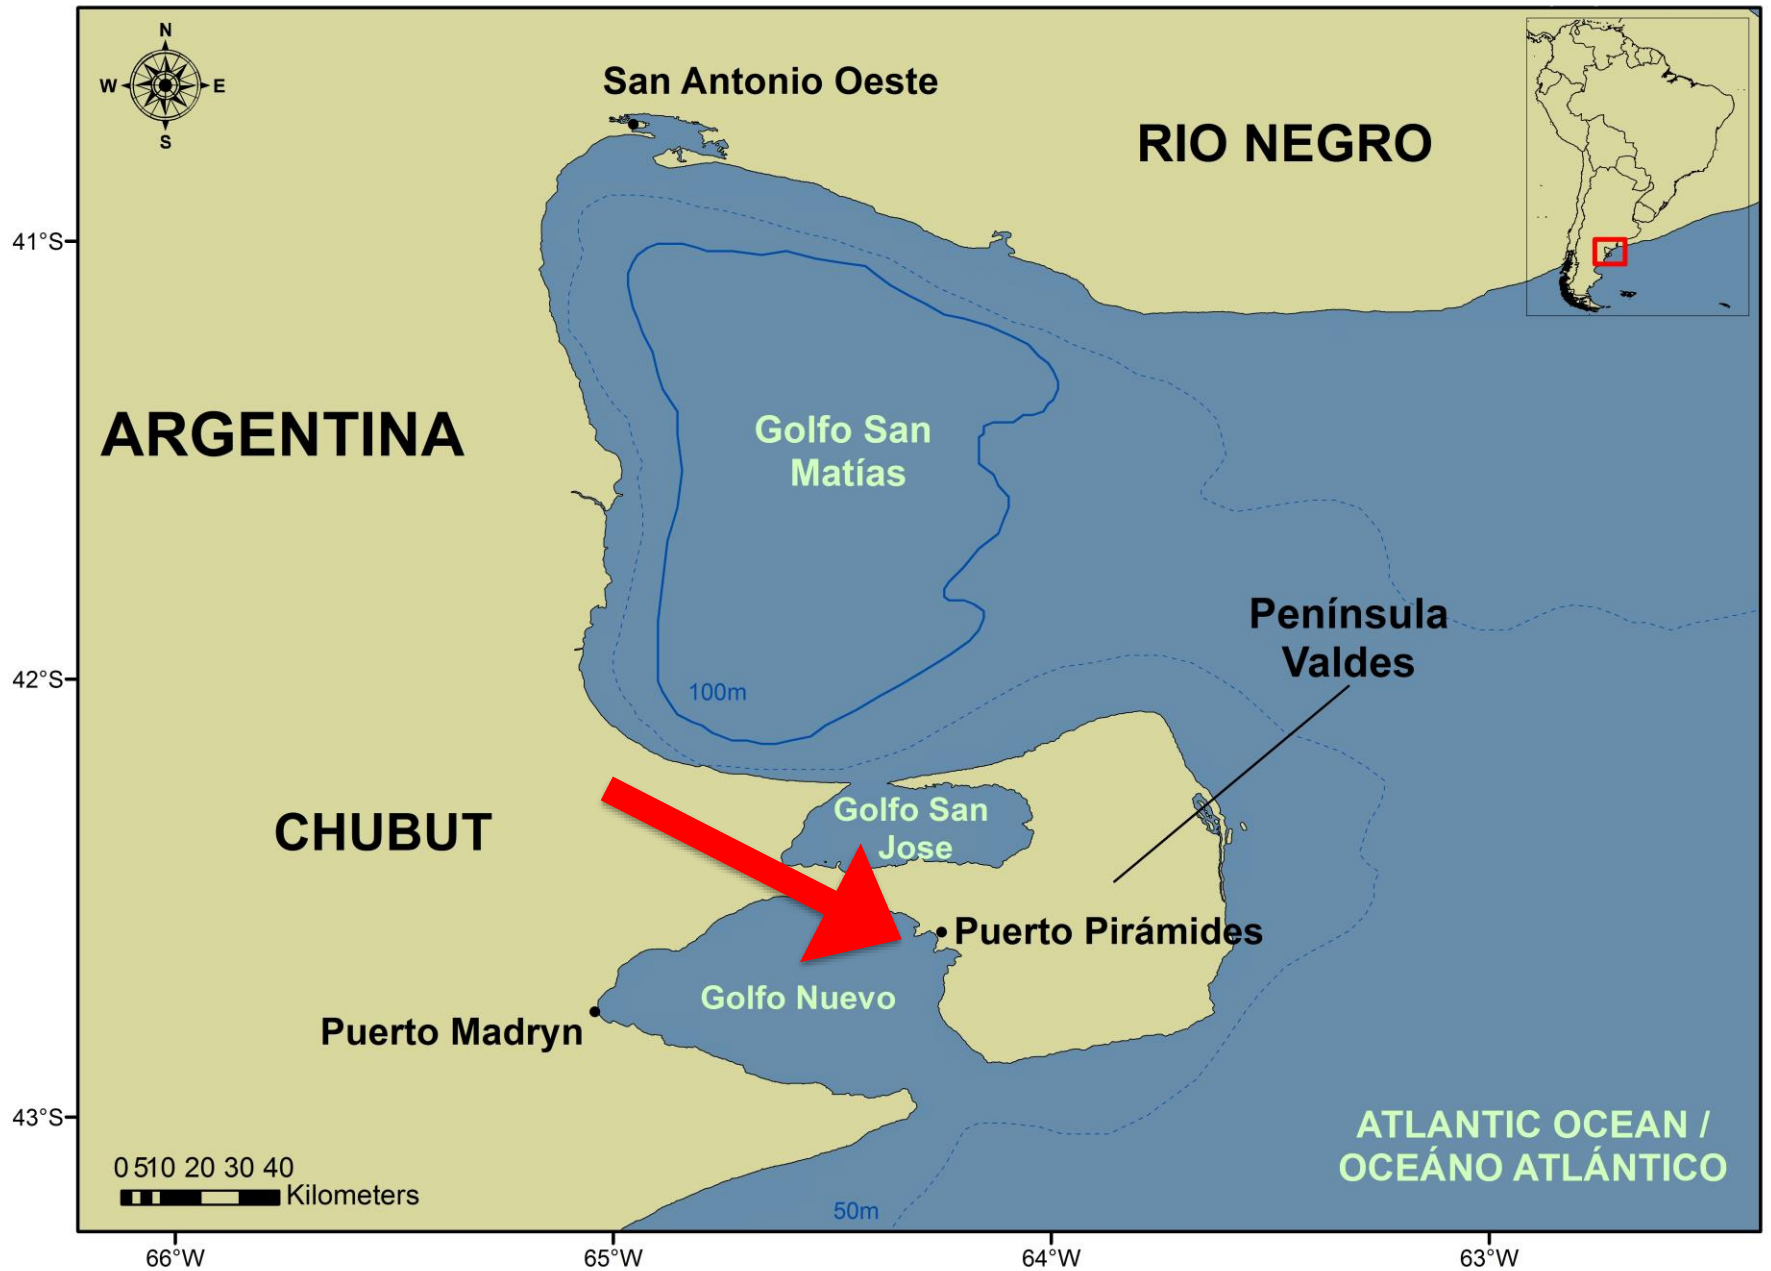 N
W
E
S
San Antonio Oeste
RIO NEGRO
41°S
ARGENTINA
Golfo San
Matías
Península
Valdes
42°S
100m
Golfo San
Jose
CHUBUT
Puerto Pirámides
Golfo Nuevo
Puerto Madryn
43°S
ATLANTIC OCEAN /
OCEÁNO ATLÁNTICO
0 510 20 30 40
Kilometers
50m
66°W
65°W
64°W
63°W